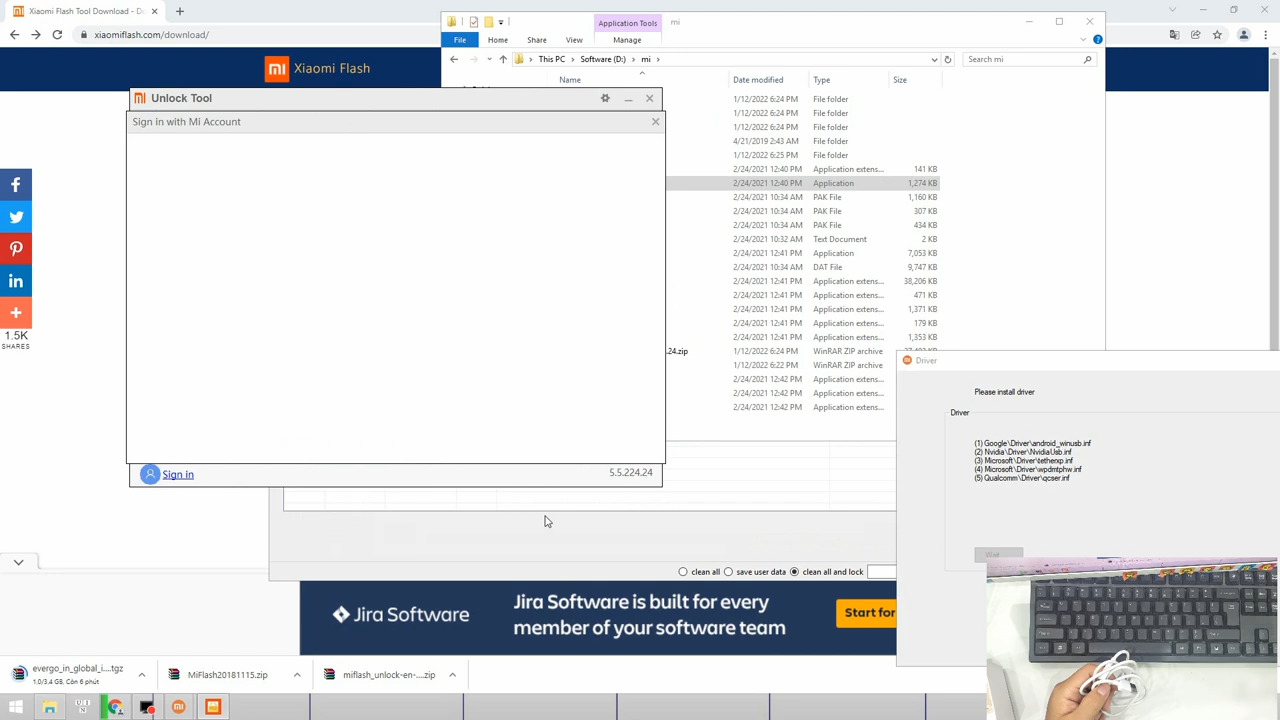 Xiaomi Flash Tool Download - Do
xiaomiflash.com/download/
Xiaomi Flash
1.5K
SHARES
Application Tools
mi
File
Home
Share
View
Manage
This PC
Software (D:)
mi
Search mi
Name
Date modified
Type
Size
1/12/2022 6:24 PM File folder
1/12/2022 6:24 PM File folder
1/12/2022 6:24 PM File folder
4/21/2019 2:43 AM File folder
1/12/2022 6:25 PM File folder
2/24/2021 12:40 PM Application extens... 141 KB
2/24/2021 12:40 PM Application 1,274 KB
2/24/2021 10:34 AM PAK File 1,160 KB
2/24/2021 10:34 AM PAK File 307 KB
2/24/2021 10:34 AM PAK File 434 KB
2/24/2021 10:32 AM Text Document 2 KB
2/24/2021 12:41 PM Application 7,053 KB
2/24/2021 10:34 AM DAT File 9,747 KB
2/24/2021 12:41 PM Application extens... 38,206 KB
2/24/2021 12:41 PM Application extens... 471 KB
2/24/2021 12:41 PM Application extens... 1,371 KB
2/24/2021 12:41 PM Application extens... 179 KB
2/24/2021 12:41 PM Application extens... 1,353 KB
.24.zip 1/12/2022 6:24 PM WinRAR ZIP archive
1/12/2022 6:22 PM WinRAR ZIP archive
2/24/2021 12:42 PM Application extens...
2/24/2021 12:42 PM Application extens...
2/24/2021 12:42 PM Application extens...
Unlock Tool
Sign in with Mi Account
Sign in
5.5.224.24
Driver
Please install driver
Driver
(1) Google\Driver\android_winusb.inf
(2) Nvidia\Driver\NvidiaUsb.inf
(3) Microsoft\Driver\tetherxp.inf
(4) Microsoft\Driver\wpdmtphw.inf
(5) Qualcomm\Driver\qcser.inf
clean all
save user data
clean all and lock
Jira Software
Jira Software is built for every
member of your software team
Start for
evergo_in_global_i....tgz
1,0/3,4 GB, Còn 6 phút
MiFlash20181115.zip
miflash_unlock-en-....zip